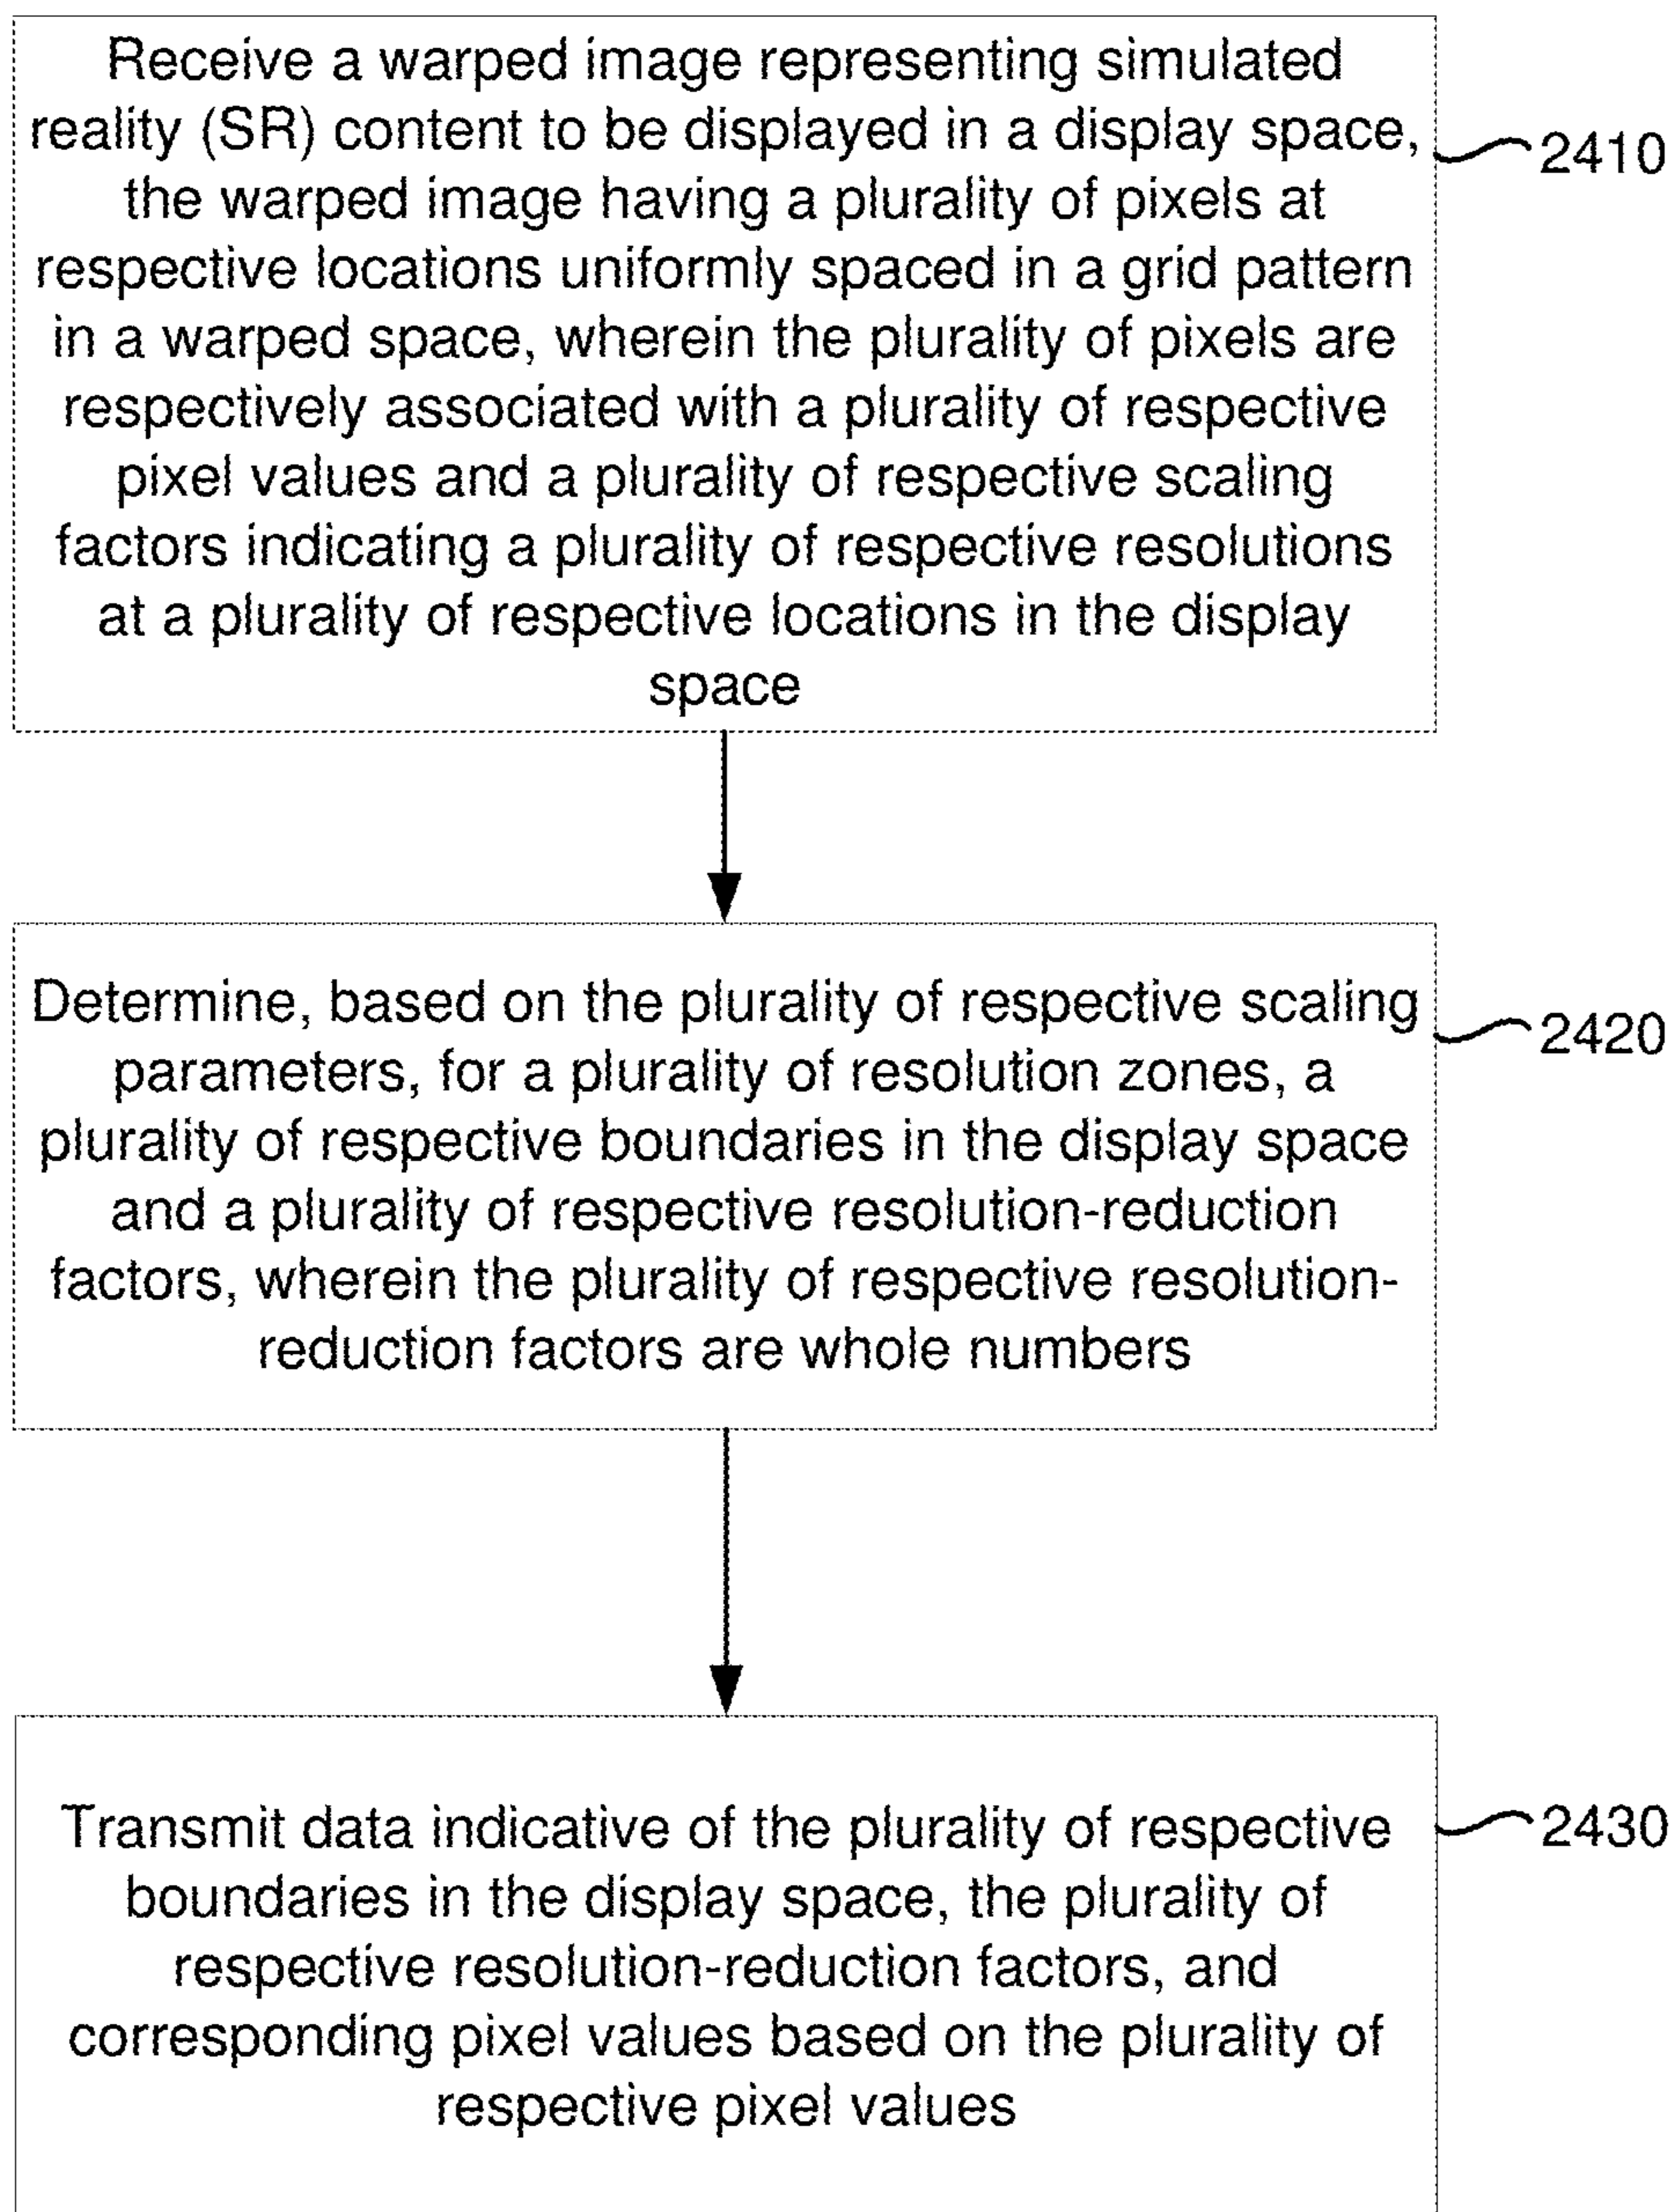 Receive a warped image representing simulated
reality (SR) content to be displayed in a display space,
the warped image having a plurality of pixels at
respective locations uniformly spaced in a grid pattern
in a warped space, wherein the plurality of pixels are
respectively associated with a plurality of respective
pixel values and a plurality of respective scaling
factors indicating a plurality of respective resolutions
at a plurality of respective locations in the display
space
2410
Determine, based on the plurality of respective scaling
parameters, for a plurality of resolution zones, a
plurality of respective boundaries in the display space
and a plurality of respective resolution-reduction
factors, wherein the plurality of respective resolution-
reduction factors are whole numbers
2420
Transmit data indicative of the plurality of respective
boundaries in the display space, the plurality of
respective resolution-reduction factors, and
corresponding pixel values based on the plurality of
respective pixel values
2430